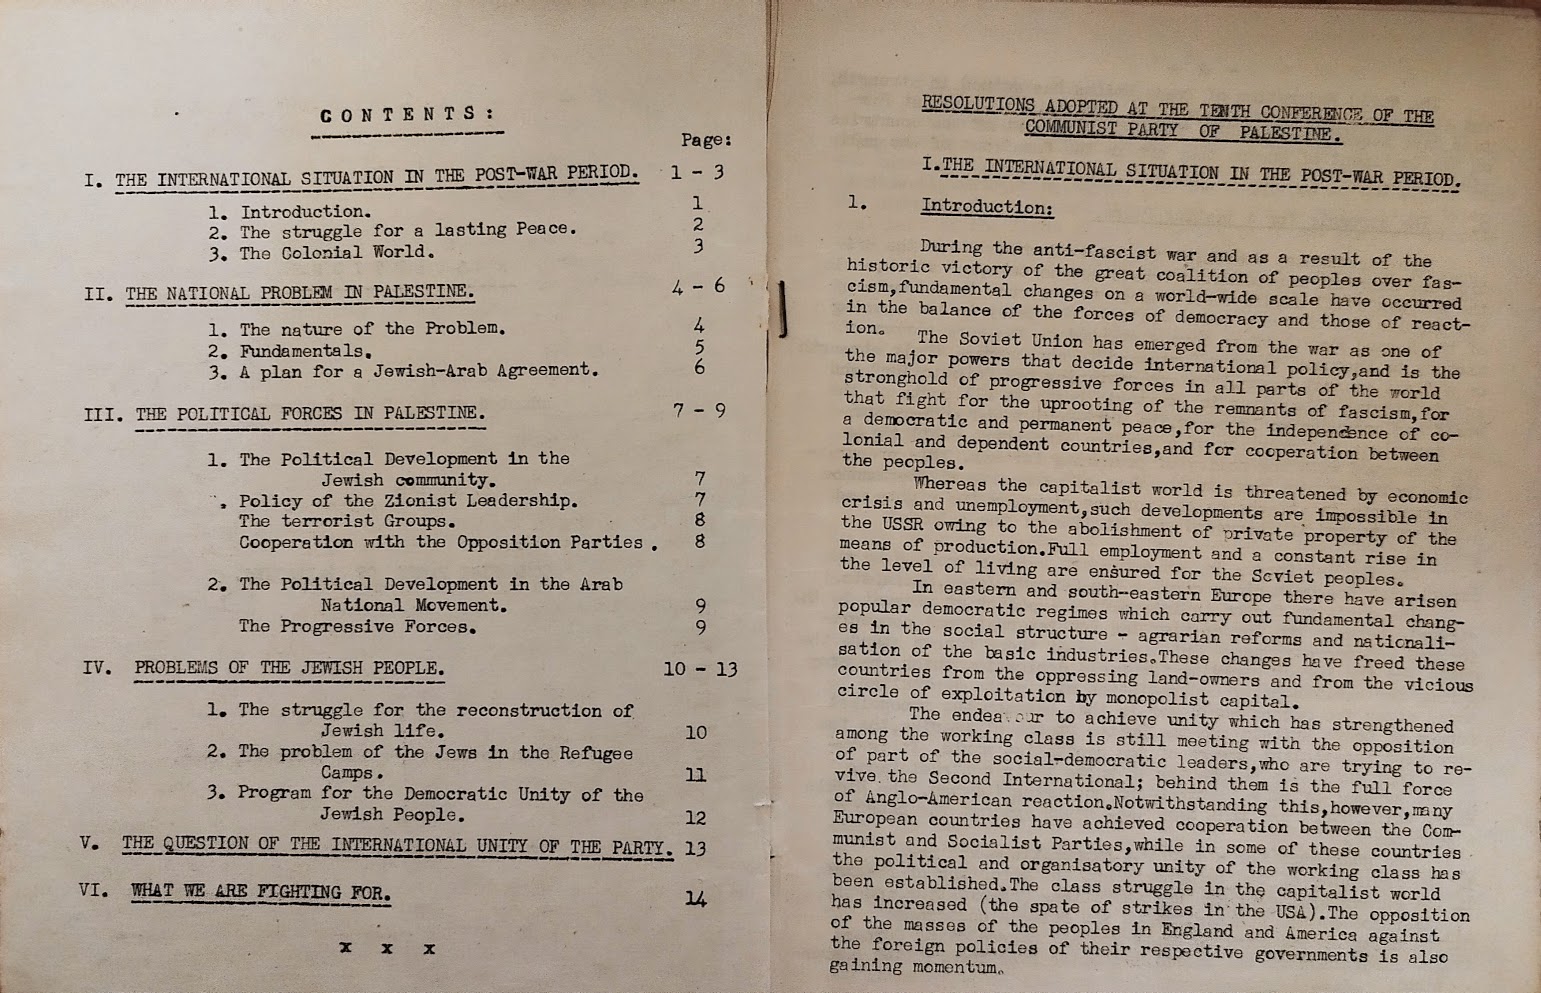 CONTENTS:
Page:
I. THE INTERNATIONAL SITUATION IN THE POST-WAR PERIOD. 1 - 3
1. Introduction. 1
2. The struggle for a lasting Peace. 2
3. The Colonial World. 3
II. THE NATIONAL PROBLEM IN PALESTINE. 4 - 6
1. The nature of the Problem. 4
2. Fundamentals. 5
3. A plan for a Jewish-Arab Agreement. 6
III. THE POLITICAL FORCES IN PALESTINE. 7 - 9
1. The Political Development in the
Jewish community. 7
. Policy of the Zionist Leadership. 7
The terrorist Groups. 8
Cooperation with the Opposition Parties. 8
2. The Political Development in the Arab
National Movement. 9
The Progressive Forces. 9
IV. PROBLEMS OF THE JEWISH PEOPLE. 10 - 13
1. The struggle for the reconstruction of
Jewish life. 10
2. The problem of the Jews in the Refugee
Camps. 11
3. Program for the Democratic Unity of the
Jewish People. 12
V. THE QUESTION OF THE INTERNATIONAL UNITY OF THE PARTY. 13
VI. WHAT WE ARE FIGHTING FOR. 14
x x x
RESOLUTIONS ADOPTED AT THE TENTH CONFERENCE OF THE
COMMUNIST PARTY OF PALESTINE.
I.THE INTERNATIONAL SITUATION IN THE POST-WAR PERIOD.
1. Introduction:
During the anti-fascist war and as a result of the
historic victory of the great coalition of peoples over fas-
cism,fundamental changes on a world-wide scale have occurred
in the balance of the forces of democracy and those of react-
ion.
The Soviet Union has emerged from the war as one of
the major powers that decide international policy,and is the
stronghold of progressive forces in all parts of the world
that fight for the uprooting of the remnants of fascism,for
a democratic and permanent peace,for the independence of co-
lonial and dependent countries,and for cooperation between
the peoples.
Whereas the capitalist world is threatened by economic
crisis and unemployment,such developments are impossible in
the USSR owing to the abolishment of private property of the
means of production.Full employment and a constant rise in
the level of living are ensured for the Soviet peoples.
In eastern and south-eastern Europe there have arisen
popular democratic regimes which carry out fundamental chang-
es in the social structure - agrarian reforms and nationali-
sation of the basic industries.These changes have freed these
countries from the oppressing land-owners and from the vicious
circle of exploitation by monopolist capital.
The endeavour to achieve unity which has strengthened
among the working class is still meeting with the opposition
of part of the social-democratic leaders,who are trying to re-
vive the Second International; behind them is the full force
of Anglo-American reaction.Notwithstanding this,however,many
European countries have achieved cooperation between the Com-
munist and Socialist Parties,while in some of these countries
the political and organisatory unity of the working class has
been established.The class struggle in the capitalist world
has increased (the spate of strikes in the USA).The opposition
of the masses of the peoples in England and America against
the foreign policies of their respective governments is also
gaining momentum.